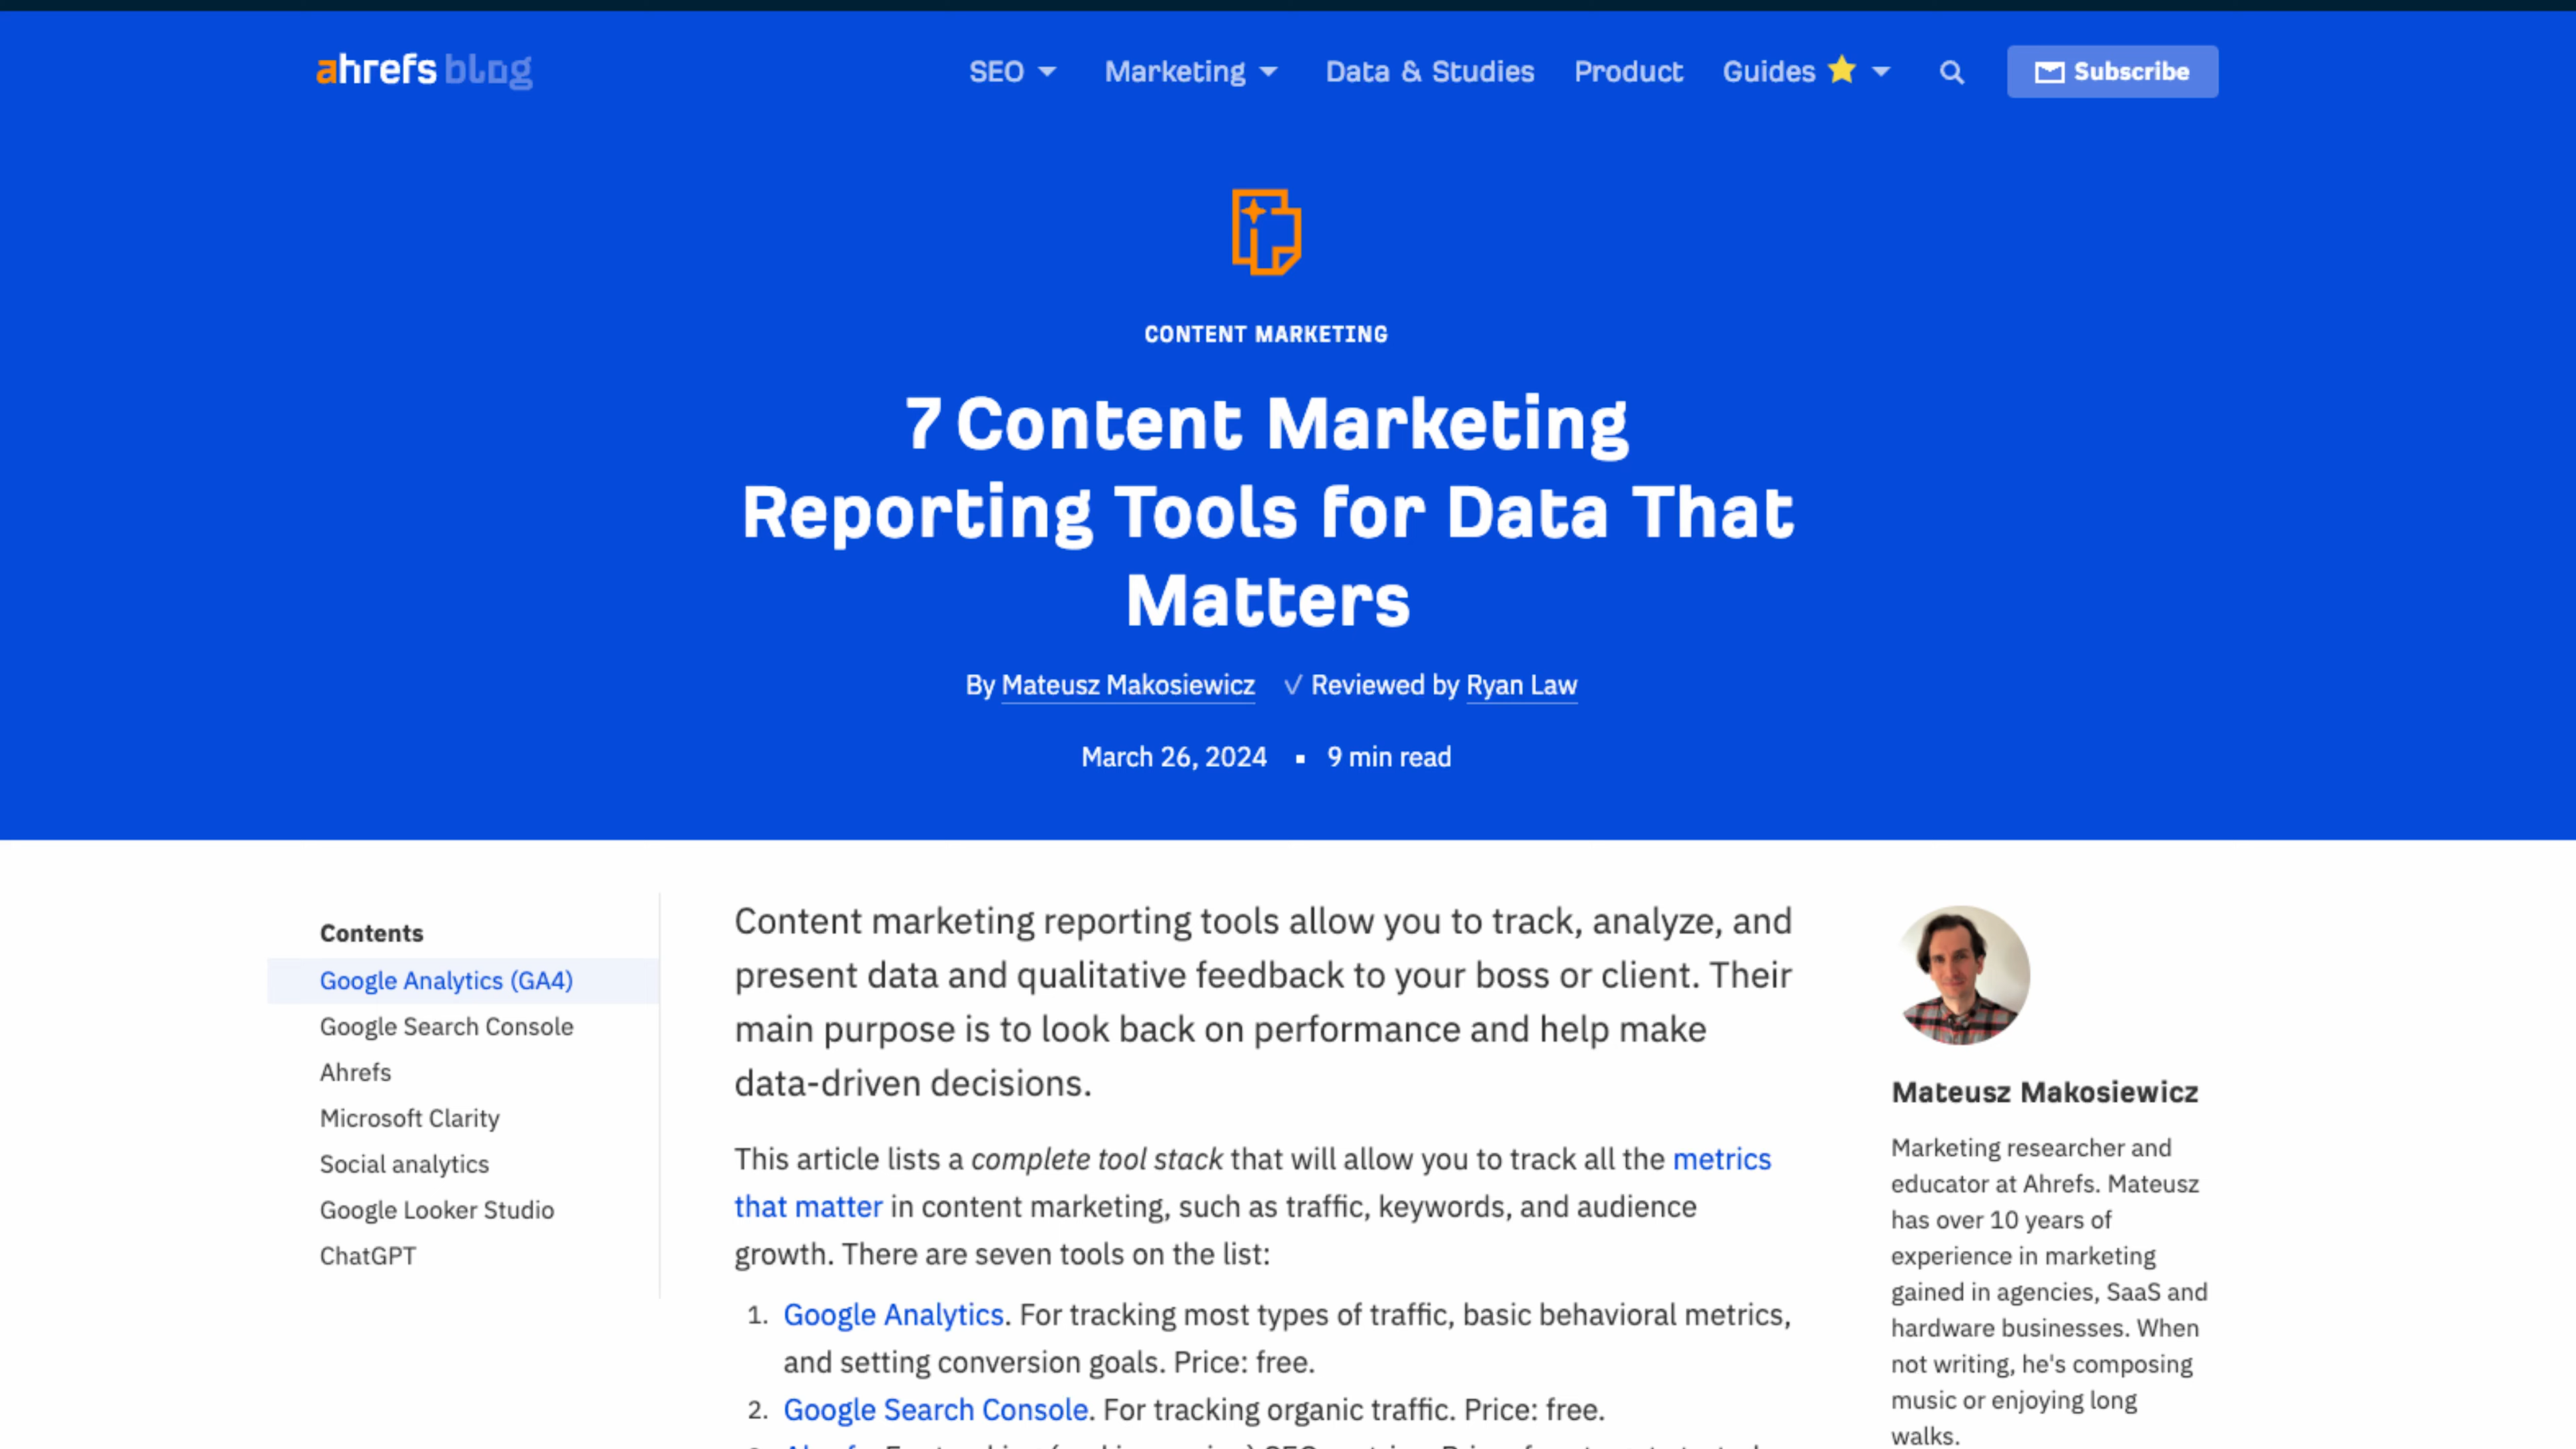 ahrefs blog
SEO
Marketing
Data & Studies
Product
Guides
Subscribe
CONTENT MARKETING
7 Content Marketing
Reporting Tools for Data That
Matters
By Mateusz Makosiewicz √ Reviewed by Ryan Law
March 26, 2024 ▪ 9 min read
Contents
Google Analytics (GA4)
Google Search Console
Ahrefs
Microsoft Clarity
Social analytics
Google Looker Studio
ChatGPT
Content marketing reporting tools allow you to track, analyze, and
present data and qualitative feedback to your boss or client. Their
main purpose is to look back on performance and help make
data-driven decisions.
This article lists a complete tool stack that will allow you to track all the metrics
that matter in content marketing, such as traffic, keywords, and audience
growth. There are seven tools on the list:
1. Google Analytics. For tracking most types of traffic, basic behavioral metrics,
and setting conversion goals. Price: free.
2. Google Search Console. For tracking organic traffic. Price: free.
Mateusz Makosiewicz
Marketing researcher and
educator at Ahrefs. Mateusz
has over 10 years of
experience in marketing
gained in agencies, SaaS and
hardware businesses. When
not writing, he's composing
music or enjoying long
walks.